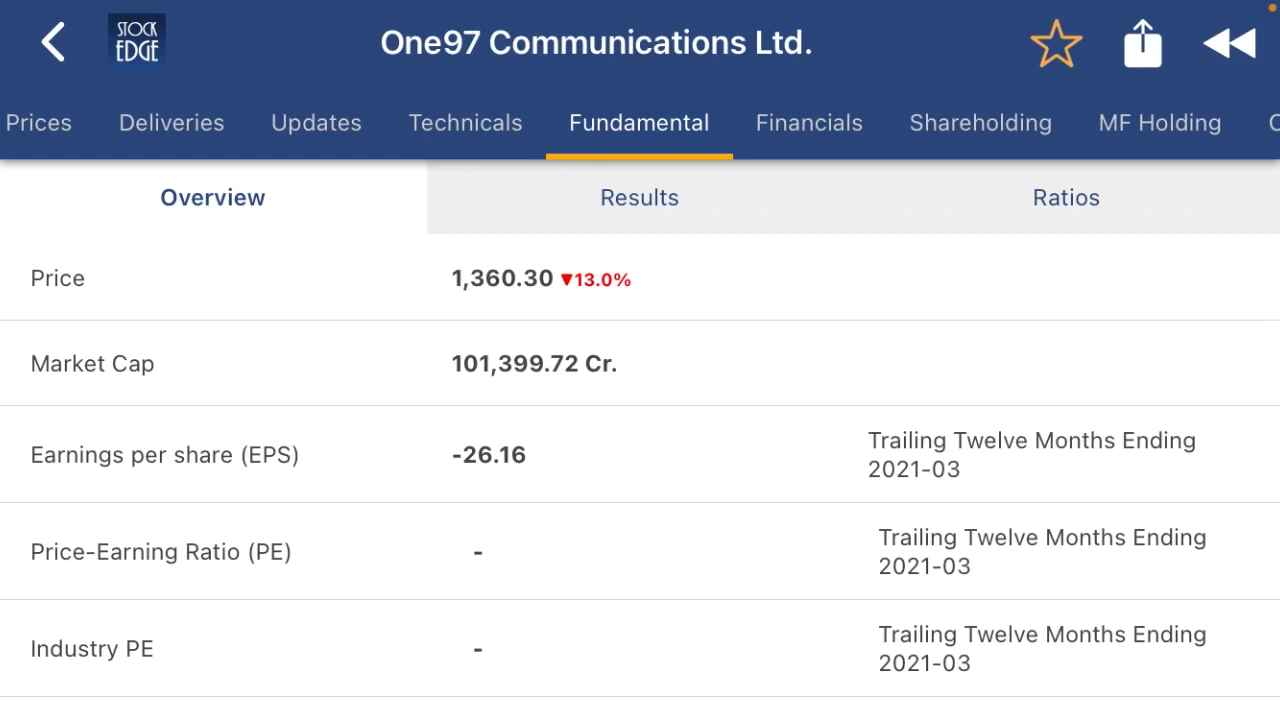 STOCK
EDGE
One97 Communications Ltd.
Prices Deliveries Updates Technicals Fundamental Financials Shareholding MF Holding
Overview Results Ratios
Price 1,360.30 ▼13.0%
Market Cap 101,399.72 Cr.
Earnings per share (EPS) -26.16 Trailing Twelve Months Ending
2021-03
Price-Earning Ratio (PE) - Trailing Twelve Months Ending
2021-03
Industry PE - Trailing Twelve Months Ending
2021-03